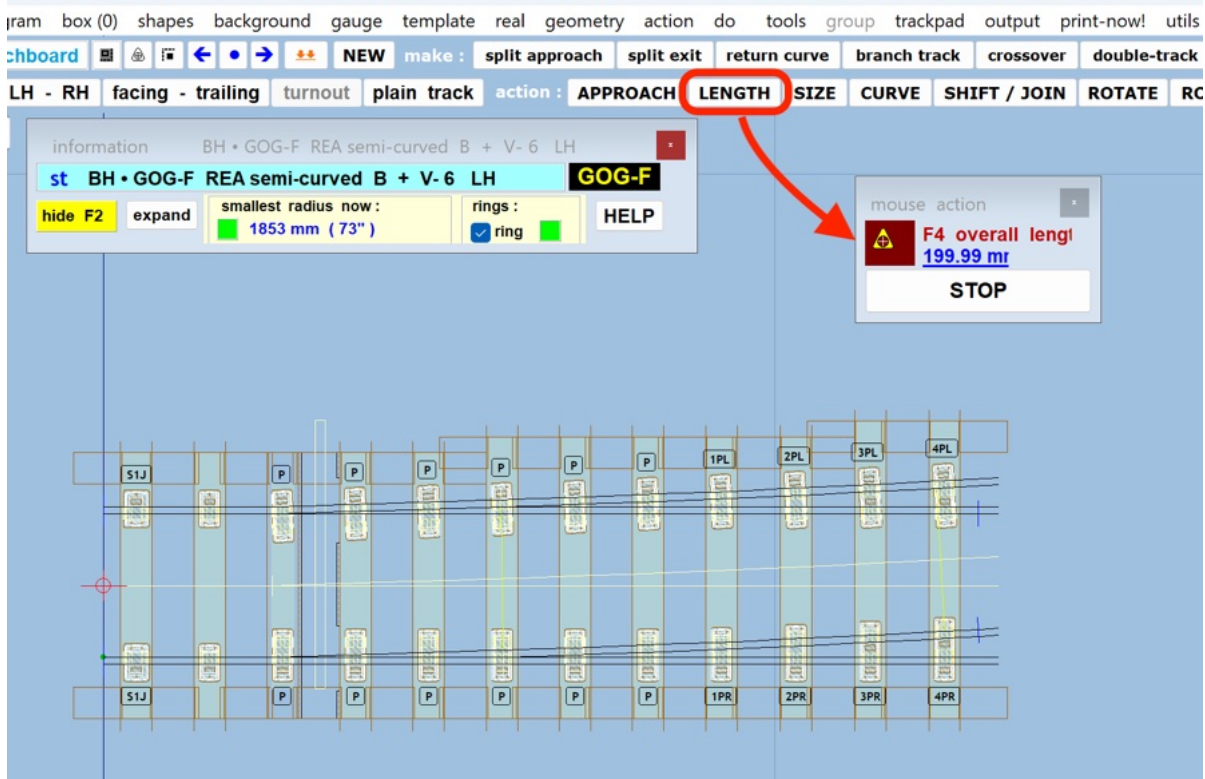 gram box (0) shapes background gauge template real geometry action do tools group trackpad output print-now! utils
chboard NEW make : split approach split exit return curve branch track crossover double-track
LH - RH facing - trailing turnout plain track action : APPROACH LENGTH SIZE CURVE SHIFT / JOIN ROTATE RO
information BH • GOG-F REA semi-curved B + V- 6 LH x
st BH • GOG-F REA semi-curved B + V- 6 LH GOG-F
hide F2 expand smallest radius now : rings : HELP
1853 mm ( 73" ) ring
mouse action x
F4 overall lengt
199.99 mr
STOP
S1J P P P P P P 1PL 2PL 3PL 4PL
S1J P P P P P P 1PR 2PR 3PR 4PR